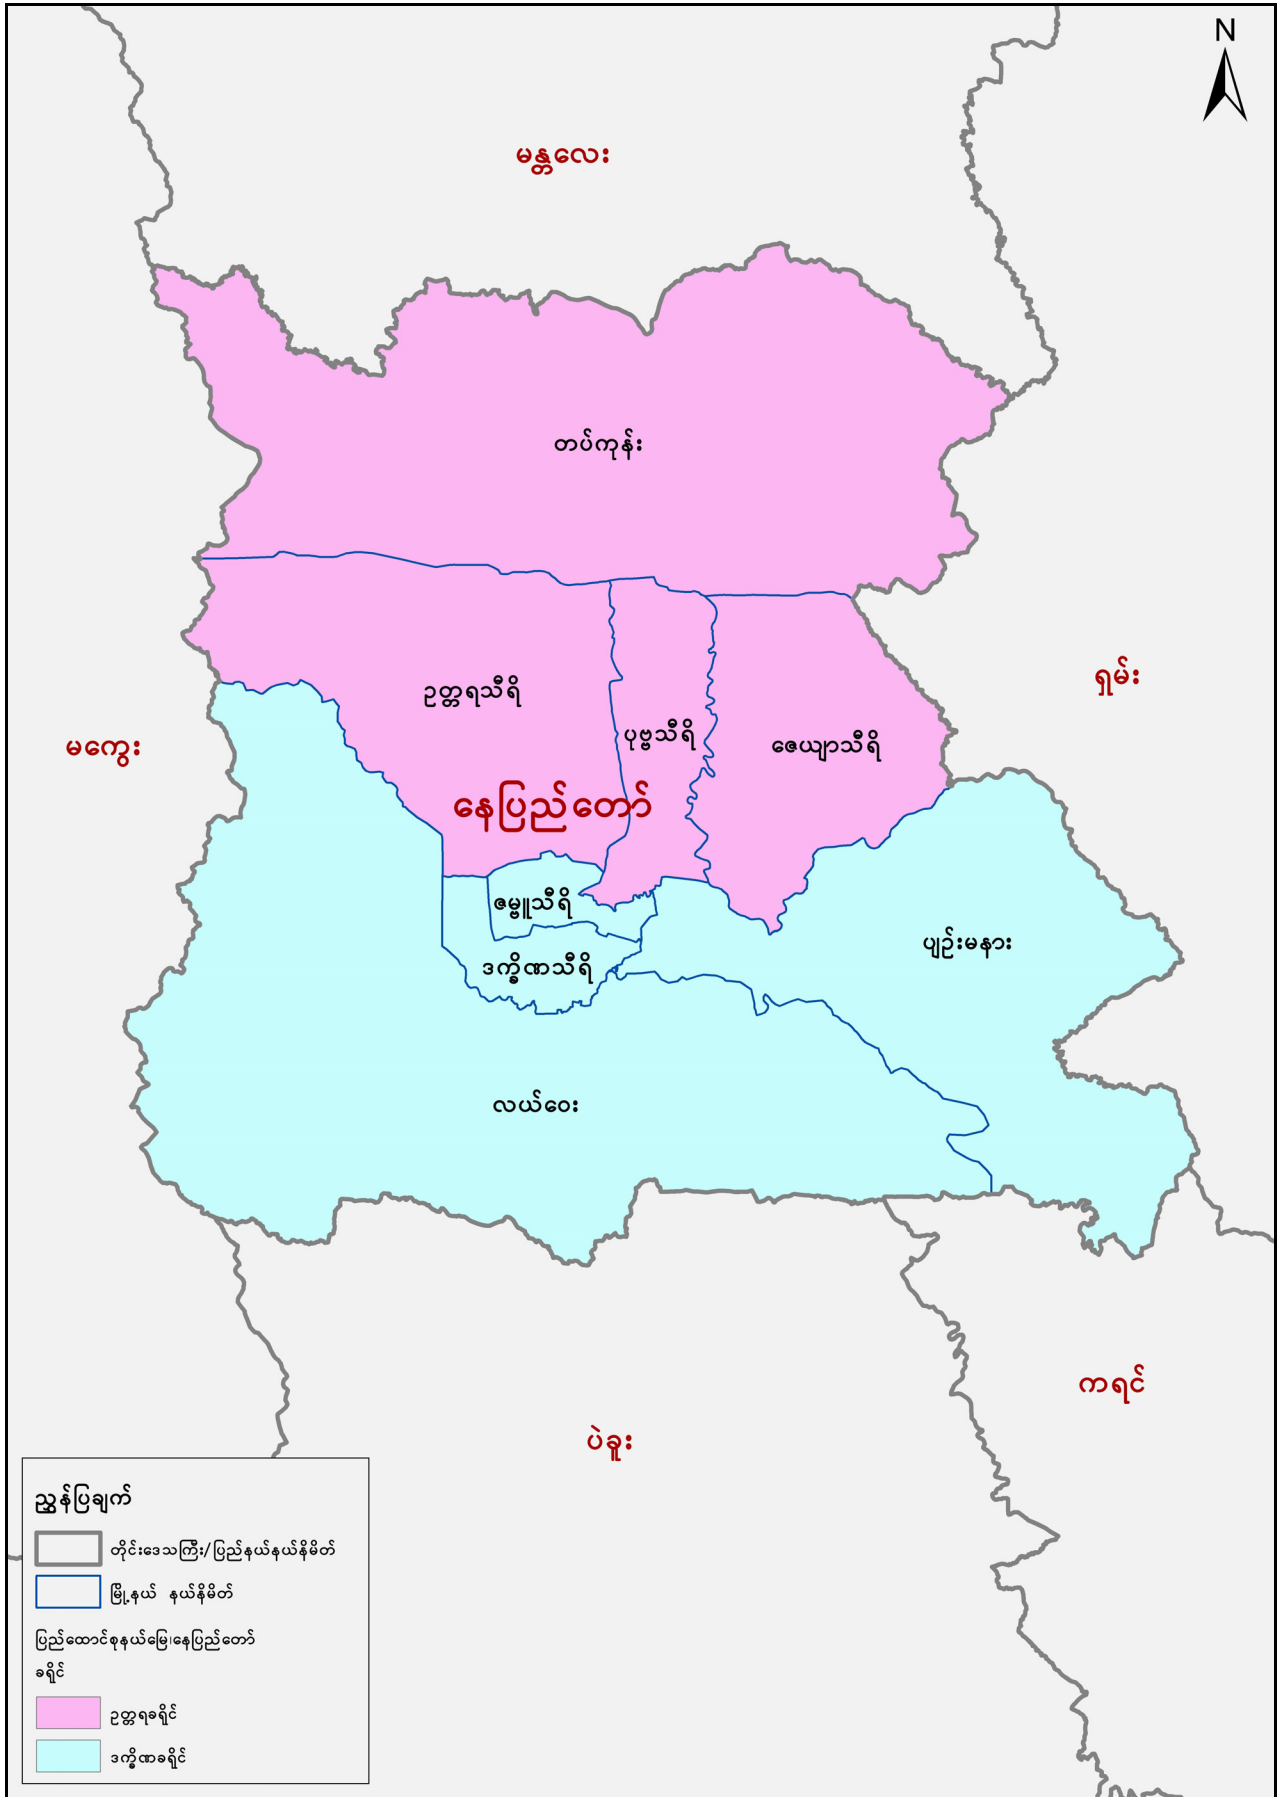 N
မန္တလေး
တပ်ကုန်း
ရှမ်း
ဥတ္တရသီရိ
ပုဗ္ဗသီရိ
ဇေယျာသီရိ
မကွေး
နေပြည်တော်
ဇမ္ဗူသီရိ
ပျဉ်းမနား
ဒက္ခိဏသီရိ
လယ်ဝေး
ကရင်
ပဲခူး
ညွှန်ပြချက်
တိုင်းဒေသကြီး/ပြည်နယ်နယ်နိမိတ်
မြို့နယ် နယ်နိမိတ်
ပြည်ထောင်စုနယ်မြေ၊နေပြည်တော်
ခရိုင်
ဥတ္တရခရိုင်
ဒက္ခိဏခရိုင်